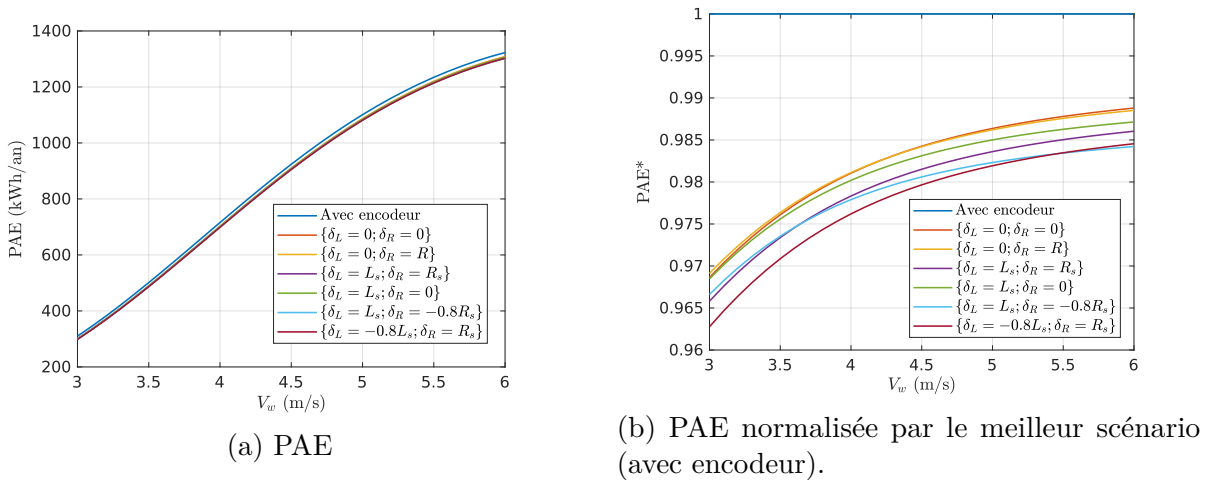 1400
1200
1000
800
600
400
200
PAE (kWh/an)
Avec encodeur
{δ_L = 0; δ_R = 0}
{δ_L = 0; δ_R = R}
{δ_L = L_s; δ_R = R_s}
{δ_L = L_s; δ_R = 0}
{δ_L = L_s; δ_R = −0.8R_s}
{δ_L = −0.8L_s; δ_R = R_s}
3 3.5 4 4.5 5 5.5 6
V_w (m/s)
(a) PAE
1
0.995
0.99
0.985
0.98
0.975
0.97
0.965
0.96
PAE*
Avec encodeur
{δ_L = 0; δ_R = 0}
{δ_L = 0; δ_R = R}
{δ_L = L_s; δ_R = R_s}
{δ_L = L_s; δ_R = 0}
{δ_L = L_s; δ_R = −0.8R_s}
{δ_L = −0.8L_s; δ_R = R_s}
3 3.5 4 4.5 5 5.5 6
V_w (m/s)
(b) PAE normalisée par le meilleur scénario
(avec encodeur).